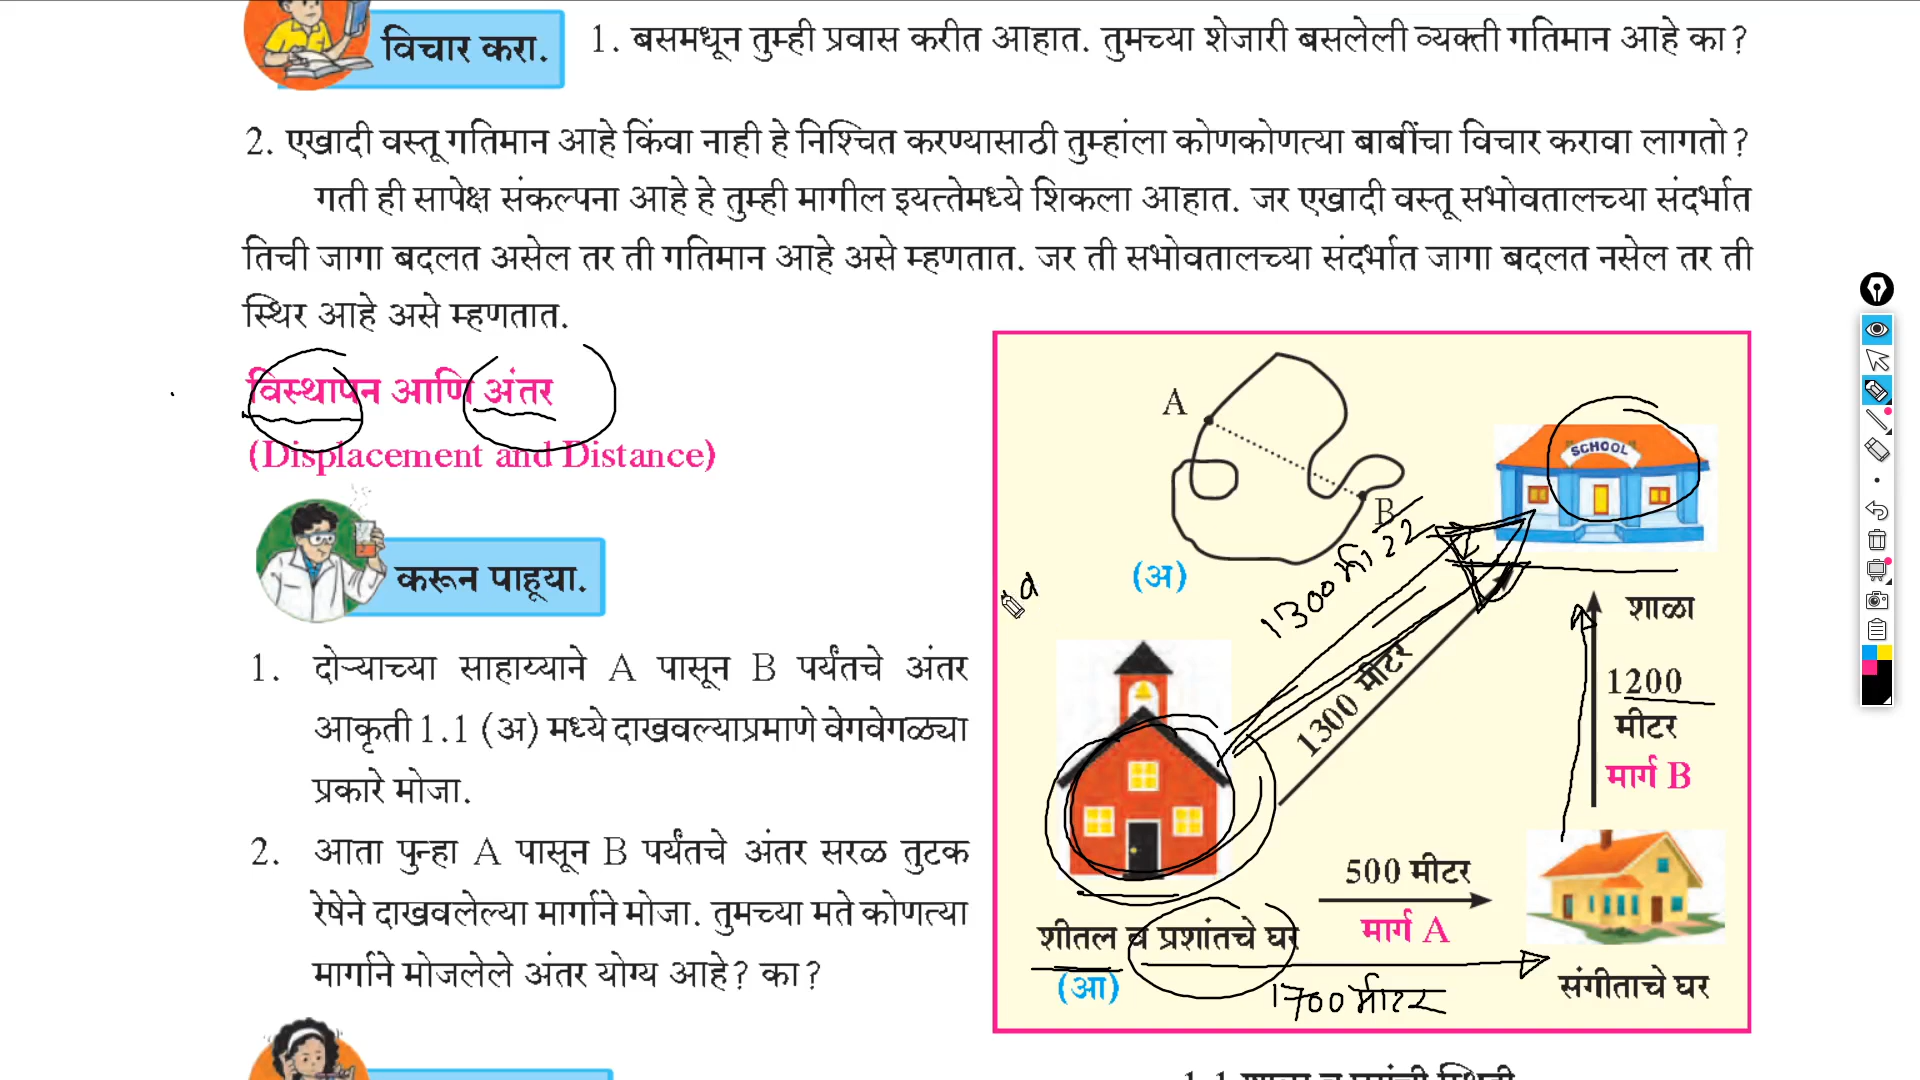 विचार करा. 1. बसमधून तुम्ही प्रवास करीत आहात. तुमच्या शेजारी बसलेली व्यक्ती गतिमान आहे का?
2. एखादी वस्तू गतिमान आहे किंवा नाही हे निश्चित करण्यासाठी तुम्हांला कोणकोणत्या बाबींचा विचार करावा लागतो?
गती ही सापेक्ष संकल्पना आहे हे तुम्ही मागील इयत्तेमध्ये शिकला आहात. जर एखादी वस्तू सभोवतालच्या संदर्भात
तिची जागा बदलत असेल तर ती गतिमान आहे असे म्हणतात. जर ती सभोवतालच्या संदर्भात जागा बदलत नसेल तर ती
स्थिर आहे असे म्हणतात.
विस्थापन आणि अंतर
(Displacement and Distance)
करून पाहूया.
1. दोऱ्याच्या साहाय्याने A पासून B पर्यंतचे अंतर
आकृती 1.1 (अ) मध्ये दाखवल्याप्रमाणे वेगवेगळ्या
प्रकारे मोजा.
2. आता पुन्हा A पासून B पर्यंतचे अंतर सरळ तुटक
रेषेने दाखवलेल्या मार्गाने मोजा. तुमच्या मते कोणत्या
मार्गाने मोजलेले अंतर योग्य आहे? का?
A
B
(अ)
SCHOOL
शाळा
1300 मीटर
1300 मीटर
1200
मीटर
मार्ग B
500 मीटर
मार्ग A
शीतल व प्रशांतचे घर
(आ)
1700 मीटर
संगीताचे घर